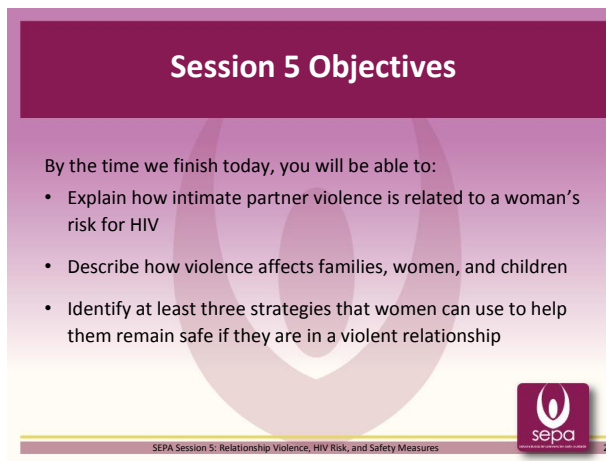 Session 5 Objectives
By the time we finish today, you will be able to:
• Explain how intimate partner violence is related to a woman's
risk for HIV
• Describe how violence affects families, women, and children
• Identify at least three strategies that women can use to help
them remain safe if they are in a violent relationship
sepa
SEPA Session 5: Relationship Violence, HIV Risk, and Safety Measures
2